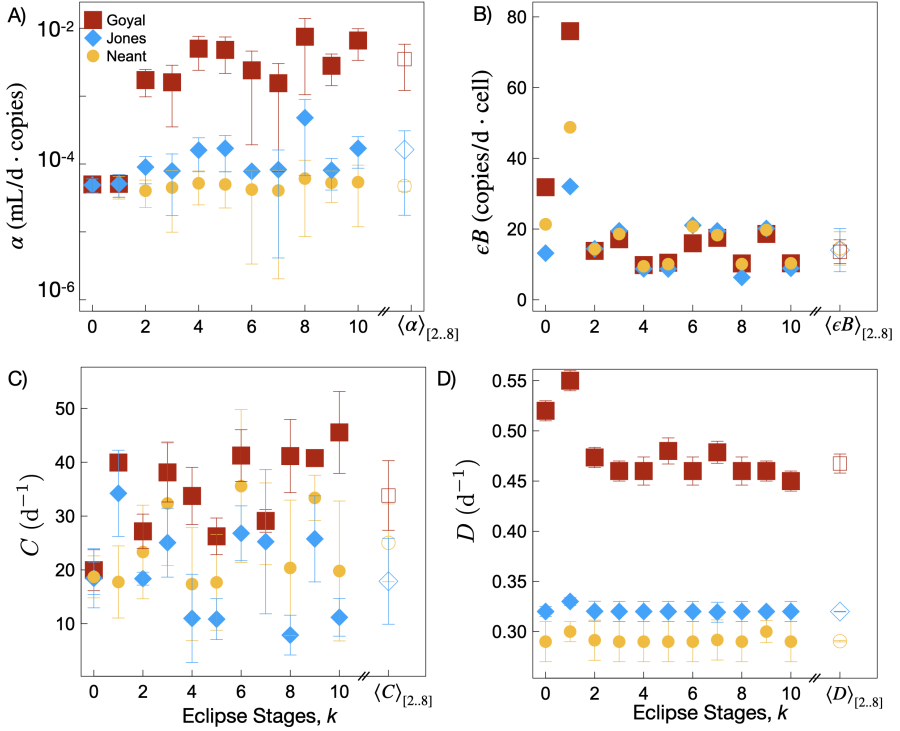 A)
Goyal
Jones
Neant
10⁻²
10⁻⁴
10⁻⁶
α (mL/d · copies)
0 2 4 6 8 10 // ⟨α⟩[2..8]
B)
80
60
40
20
0
ϵB (copies/d · cell)
0 2 4 6 8 10 // ⟨ϵB⟩[2..8]
C)
50
40
30
20
10
C (d⁻¹)
0 2 4 6 8 10 // ⟨C⟩[2..8]
Eclipse Stages, k
D)
0.55
0.50
0.45
0.40
0.35
0.30
D (d⁻¹)
0 2 4 6 8 10 // ⟨D⟩[2..8]
Eclipse Stages, k